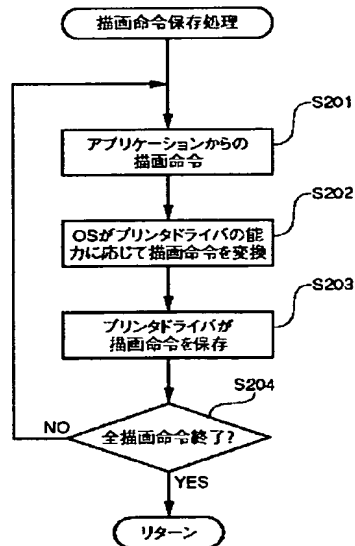 描画命令保存処理
S201
アプリケーションからの
描画命令
S202
OSがプリンタドライバの能
力に応じて描画命令を変換
S203
プリンタドライバが
描画命令を保存
S204
全描画命令終了?
NO
YES
リターン